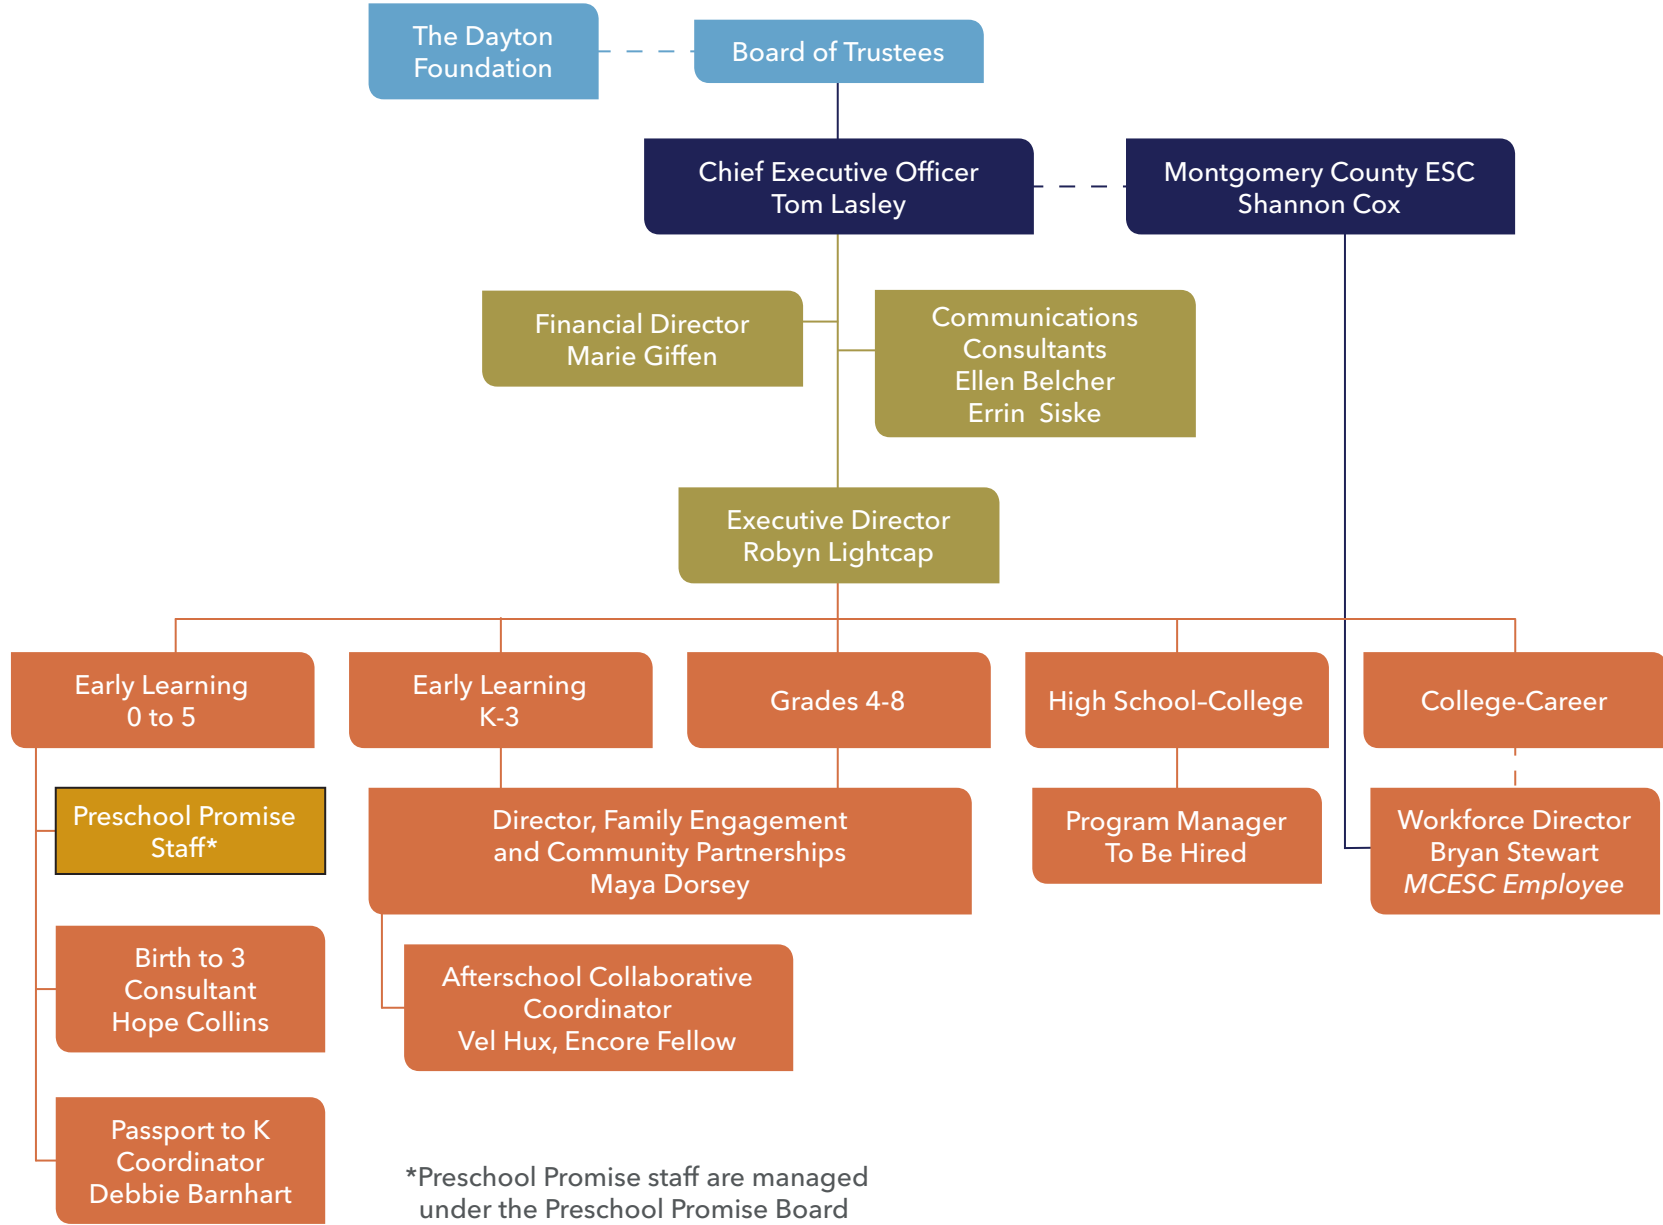 The Dayton
Foundation
Board of Trustees
Chief Executive Officer
Tom Lasley
Montgomery County ESC
Shannon Cox
Financial Director
Marie Giffen
Communications
Consultants
Ellen Belcher
Errin  Siske
Executive Director
Robyn Lightcap
Early Learning
0 to 5
Early Learning
K-3
Grades 4-8
High School–College
College-Career
Preschool Promise
Staff*
Director, Family Engagement
and Community Partnerships
Maya Dorsey
Program Manager
To Be Hired
Workforce Director
Bryan Stewart
MCESC Employee
Birth to 3
Consultant
Hope Collins
Afterschool Collaborative
Coordinator
Vel Hux, Encore Fellow
Passport to K
Coordinator
Debbie Barnhart
*Preschool Promise staff are managed
under the Preschool Promise Board